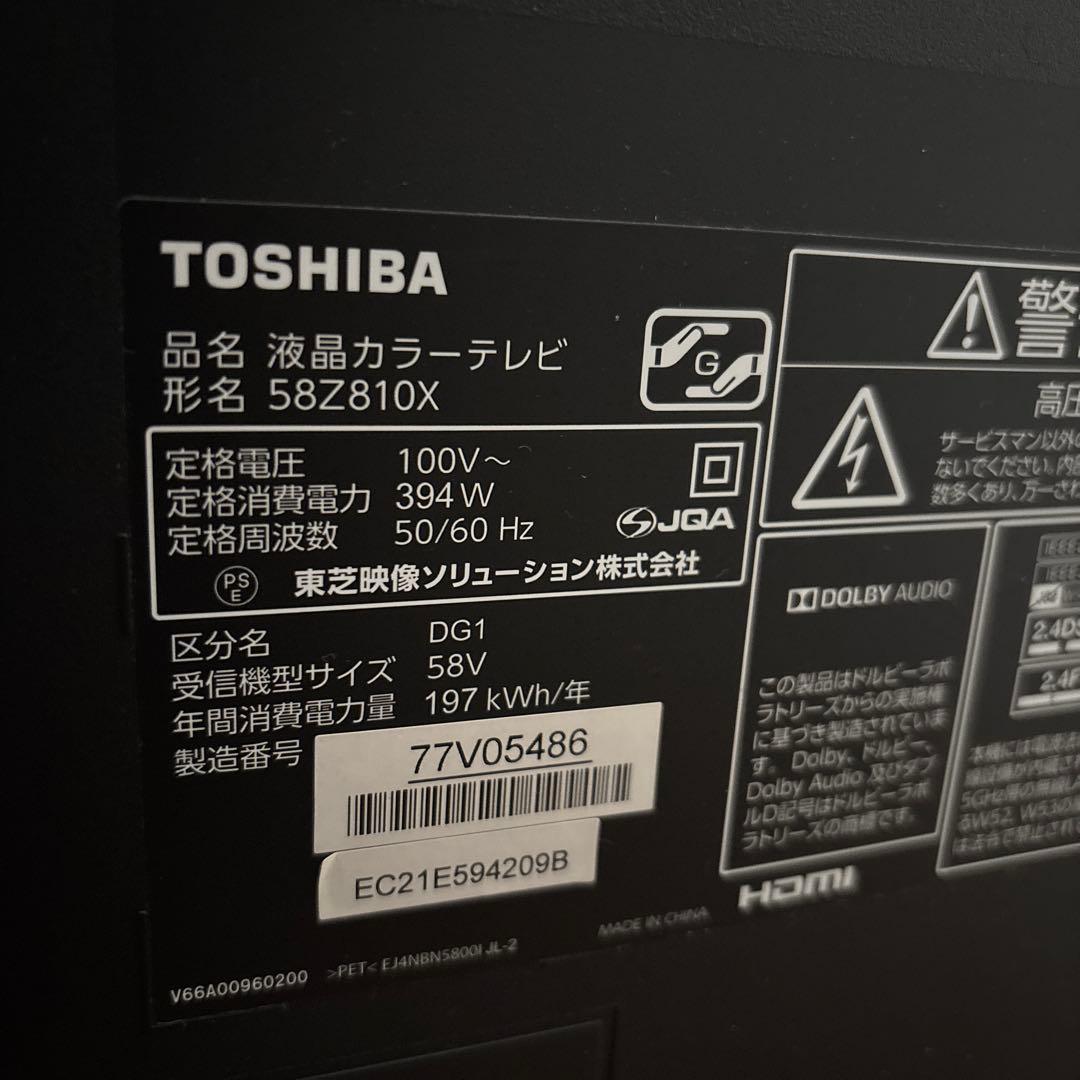 TOSHIBA
品名 液晶カラーテレビ
形名 58Z810X
G
定格電圧 100V～
定格消費電力 394W
定格周波数 50/60 Hz
JQA
PSE 東芝映像ソリューション株式会社
区分名 DG1
受信機型サイズ 58V
年間消費電力量 197 kWh/年
製造番号 77V05486
EC21E594209B
V66A00960200 >PET< EJ4NBN5800I JL-2
MADE IN CHINA
高圧
サービスマン以外の
ないでください。内部
数多くあり、万一さわ
DOLBY AUDIO
この製品はドルビーラボ
ラトリーズからの実施権
に基づき製造されていま
す。Dolby、ドルビー、
Dolby Audio 及びダブ
ルD記号はドルビーラボ
ラトリーズの商標です。
HDMI
2.4DS
2.4F